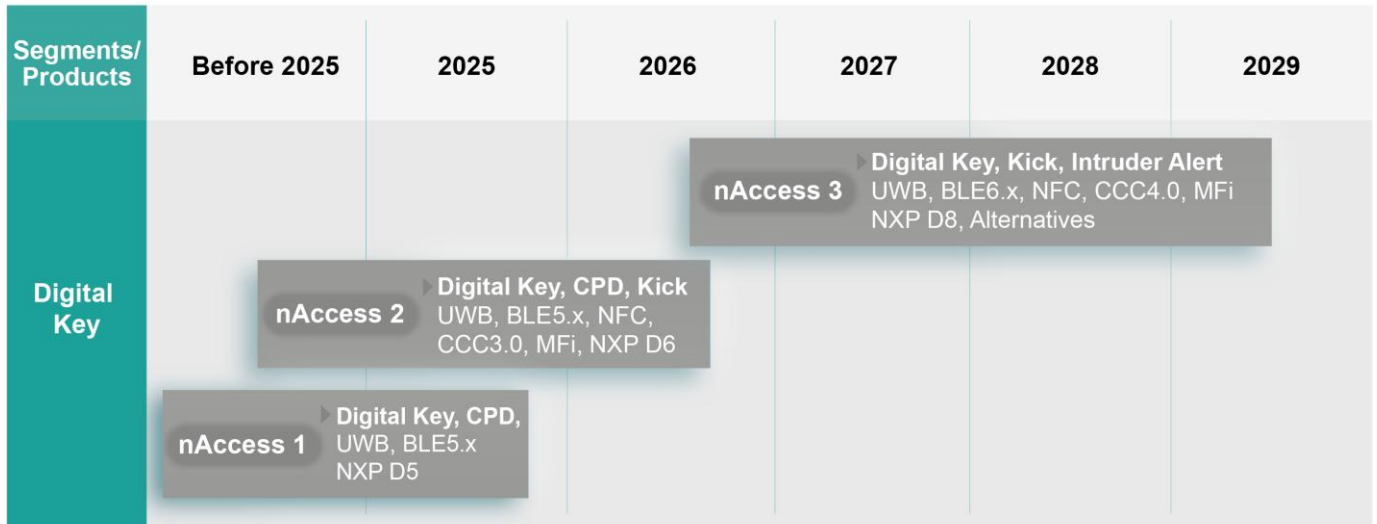 Segments/
Products
Before 2025
2025
2026
2027
2028
2029
Digital
Key
nAccess 3
Digital Key, Kick, Intruder Alert
UWB, BLE6.x, NFC, CCC4.0, MFi
NXP D8, Alternatives
nAccess 2
Digital Key, CPD, Kick
UWB, BLE5.x, NFC,
CCC3.0, MFi, NXP D6
nAccess 1
Digital Key, CPD,
UWB, BLE5.x
NXP D5